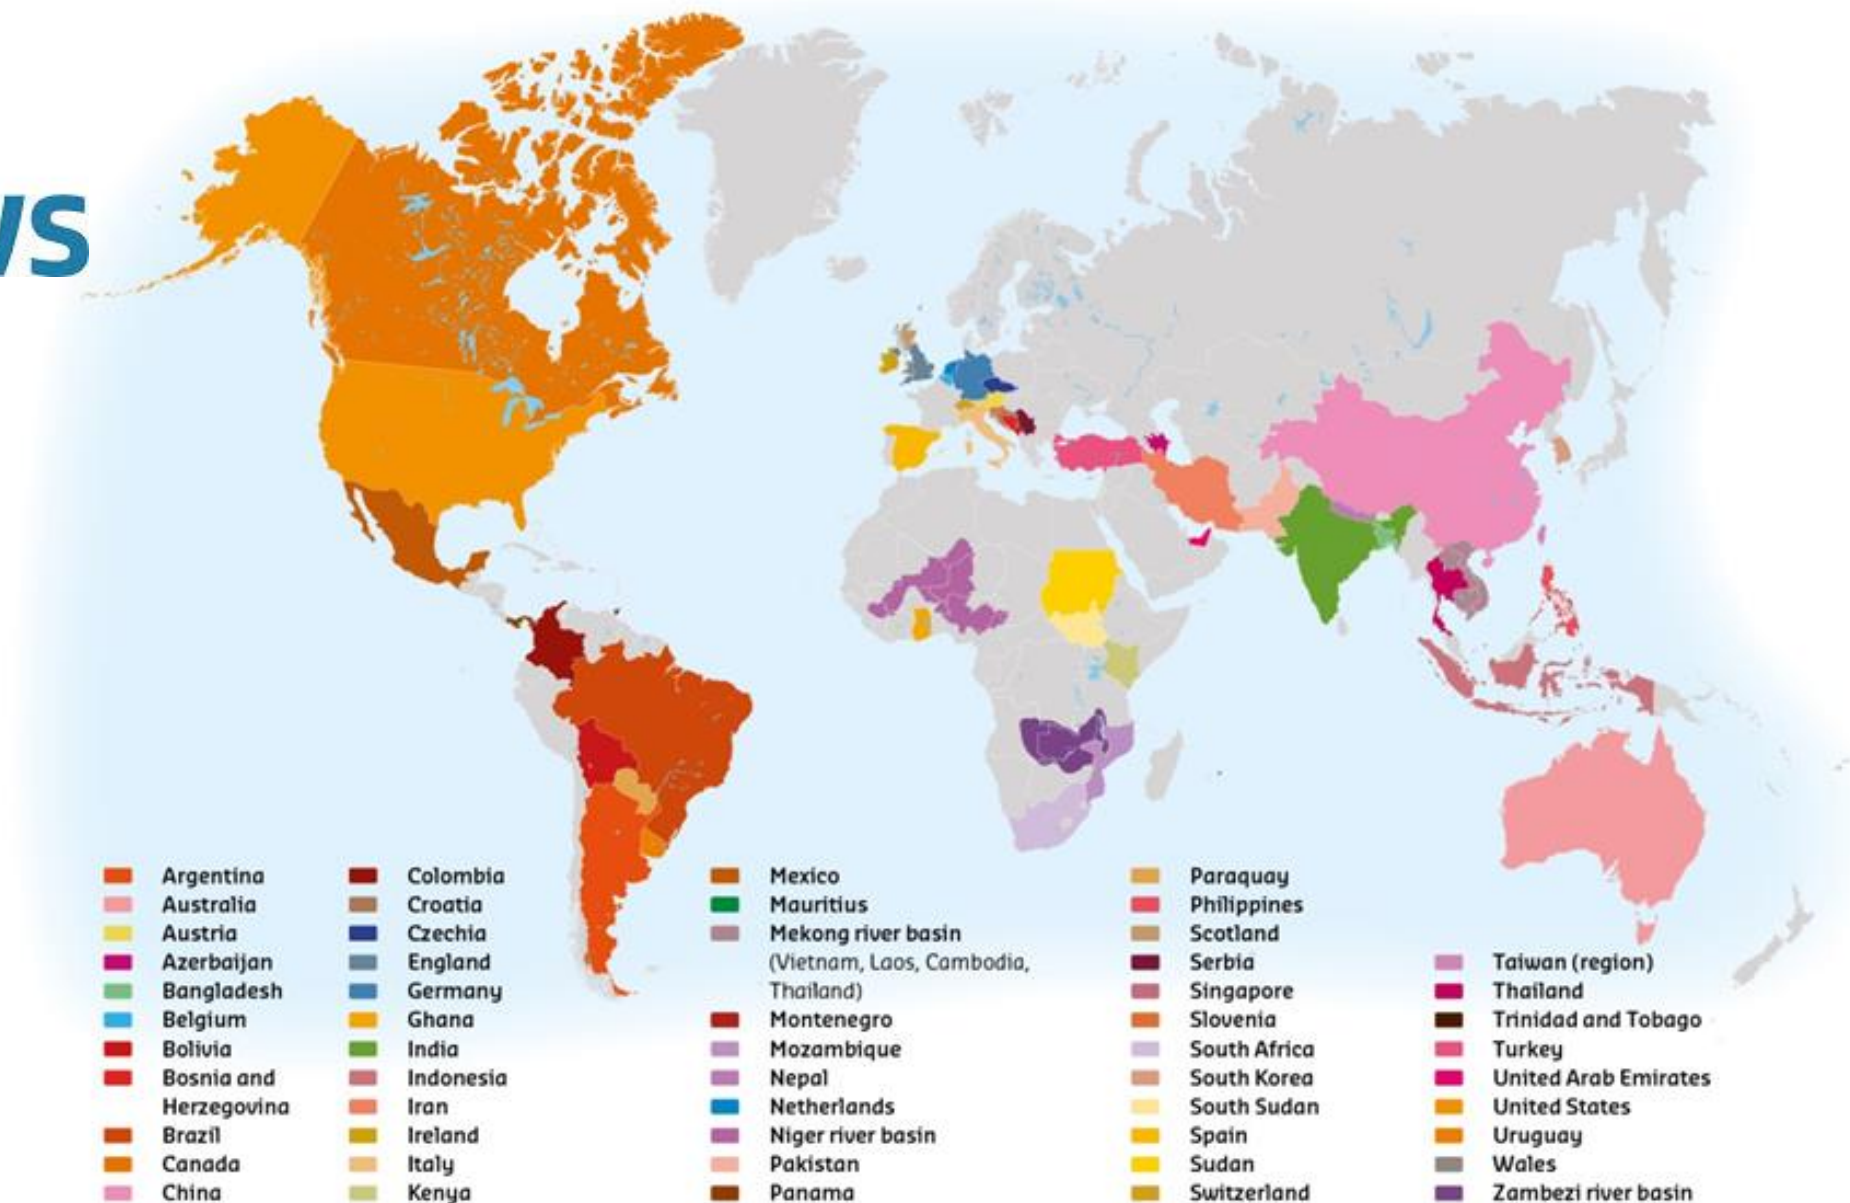 WS
Argentina
Australia
Austria
Azerbaijan
Bangladesh
Belgium
Bolivia
Bosnia and
Herzegovina
Brazil
Canada
China
Colombia
Croatia
Czechia
England
Germany
Ghana
India
Indonesia
Iran
Ireland
Italy
Kenya
Mexico
Mauritius
Mekong river basin
(Vietnam, Laos, Cambodia,
Thailand)
Montenegro
Mozambique
Nepal
Netherlands
Niger river basin
Pakistan
Panama
Paraguay
Philippines
Scotland
Serbia
Singapore
Slovenia
South Africa
South Korea
South Sudan
Spain
Sudan
Switzerland
Taiwan (region)
Thailand
Trinidad and Tobago
Turkey
United Arab Emirates
United States
Uruguay
Wales
Zambezi river basin